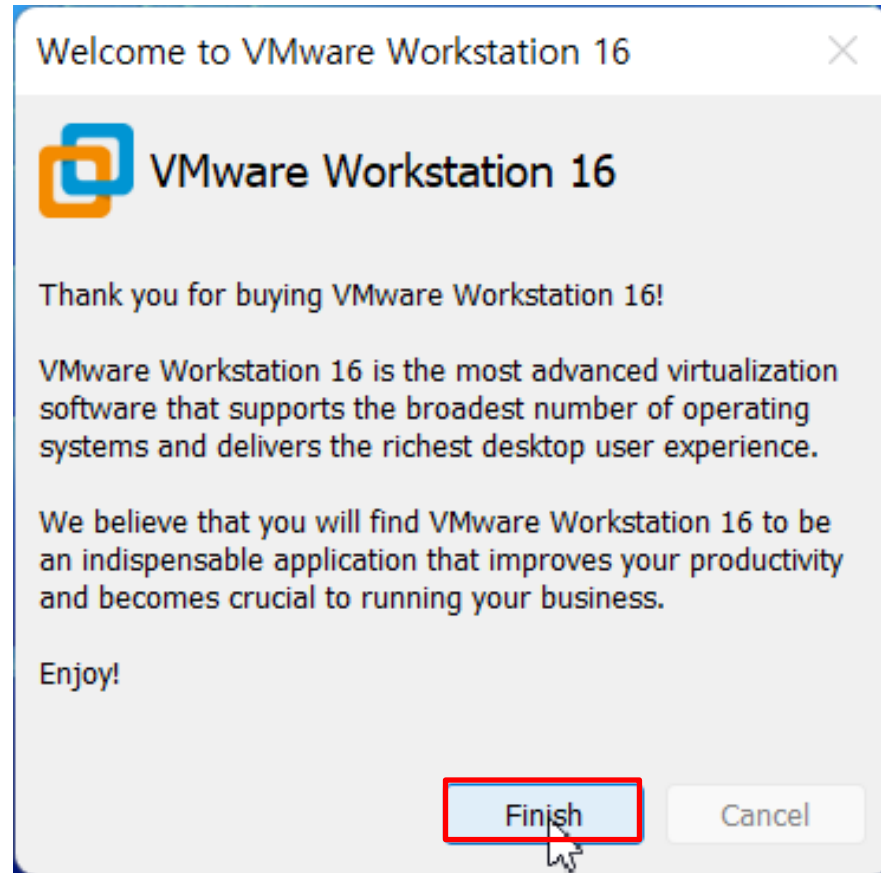 Welcome to VMware Workstation 16
VMware Workstation 16
Thank you for buying VMware Workstation 16!
VMware Workstation 16 is the most advanced virtualization
software that supports the broadest number of operating
systems and delivers the richest desktop user experience.
We believe that you will find VMware Workstation 16 to be
an indispensable application that improves your productivity
and becomes crucial to running your business.
Enjoy!
Finish
Cancel